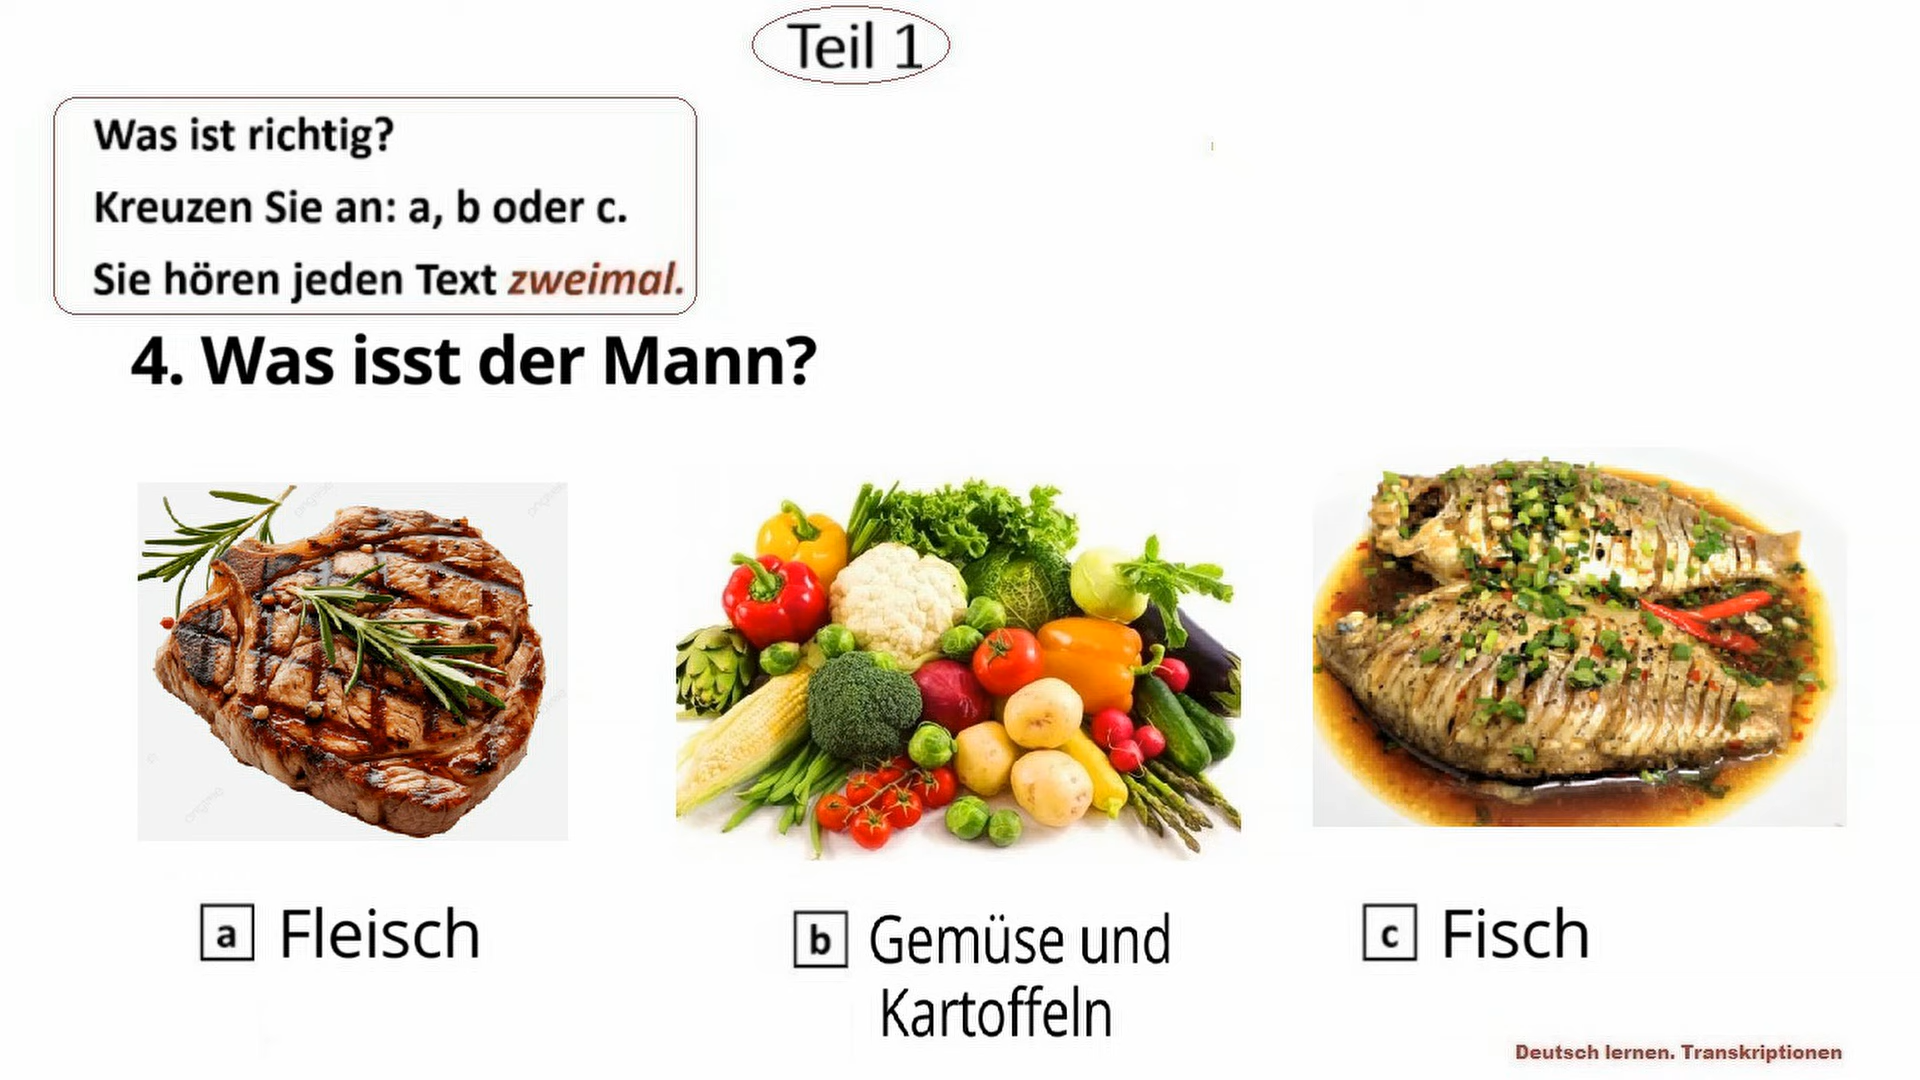 Teil 1
Was ist richtig?
Kreuzen Sie an: a, b oder c.
Sie hören jeden Text zweimal.
4. Was isst der Mann?
a Fleisch
b Gemüse und
Kartoffeln
c Fisch
Deutsch lernen. Transkriptionen